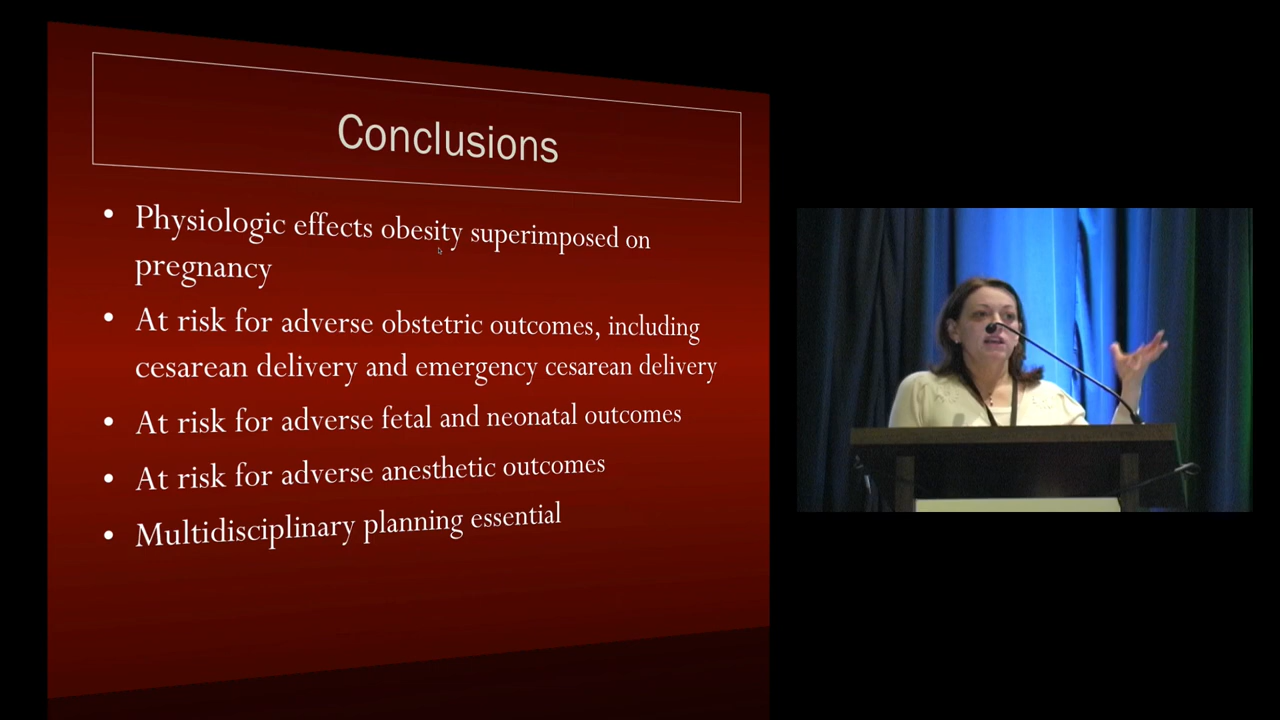 Conclusions
• Physiologic effects obesity superimposed on
pregnancy
• At risk for adverse obstetric outcomes, including
cesarean delivery and emergency cesarean delivery
• At risk for adverse fetal and neonatal outcomes
• At risk for adverse anesthetic outcomes
• Multidisciplinary planning essential